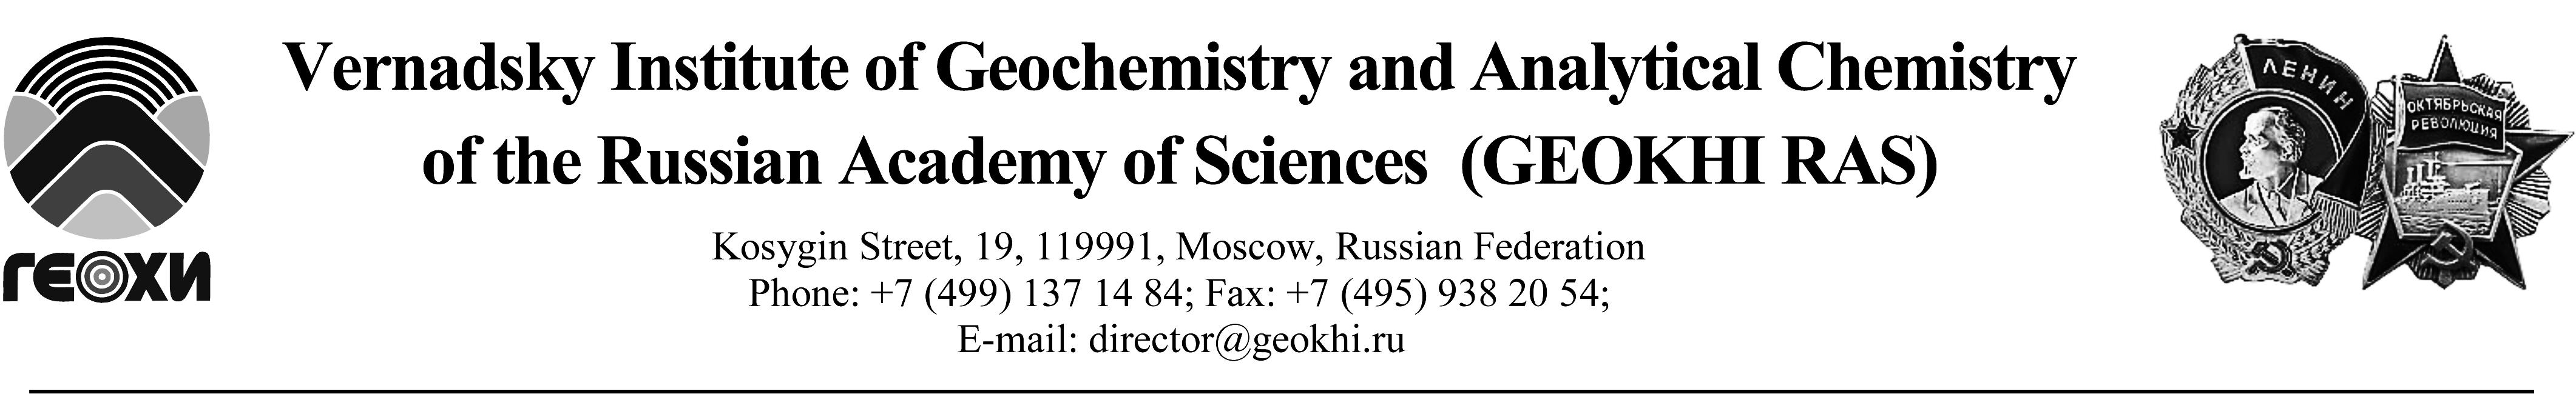 Vernadsky Institute of Geochemistry and Analytical Chemistry
of the Russian Academy of Sciences (GEOKHI RAS)
Kosygin Street, 19, 119991, Moscow, Russian Federation
Phone: +7 (499) 137 14 84; Fax: +7 (495) 938 20 54;
E-mail: director@geokhi.ru
ГЕОХИ
ЛЕНИН
ОКТЯБРЬСКАЯ
РЕВОЛЮЦИЯ